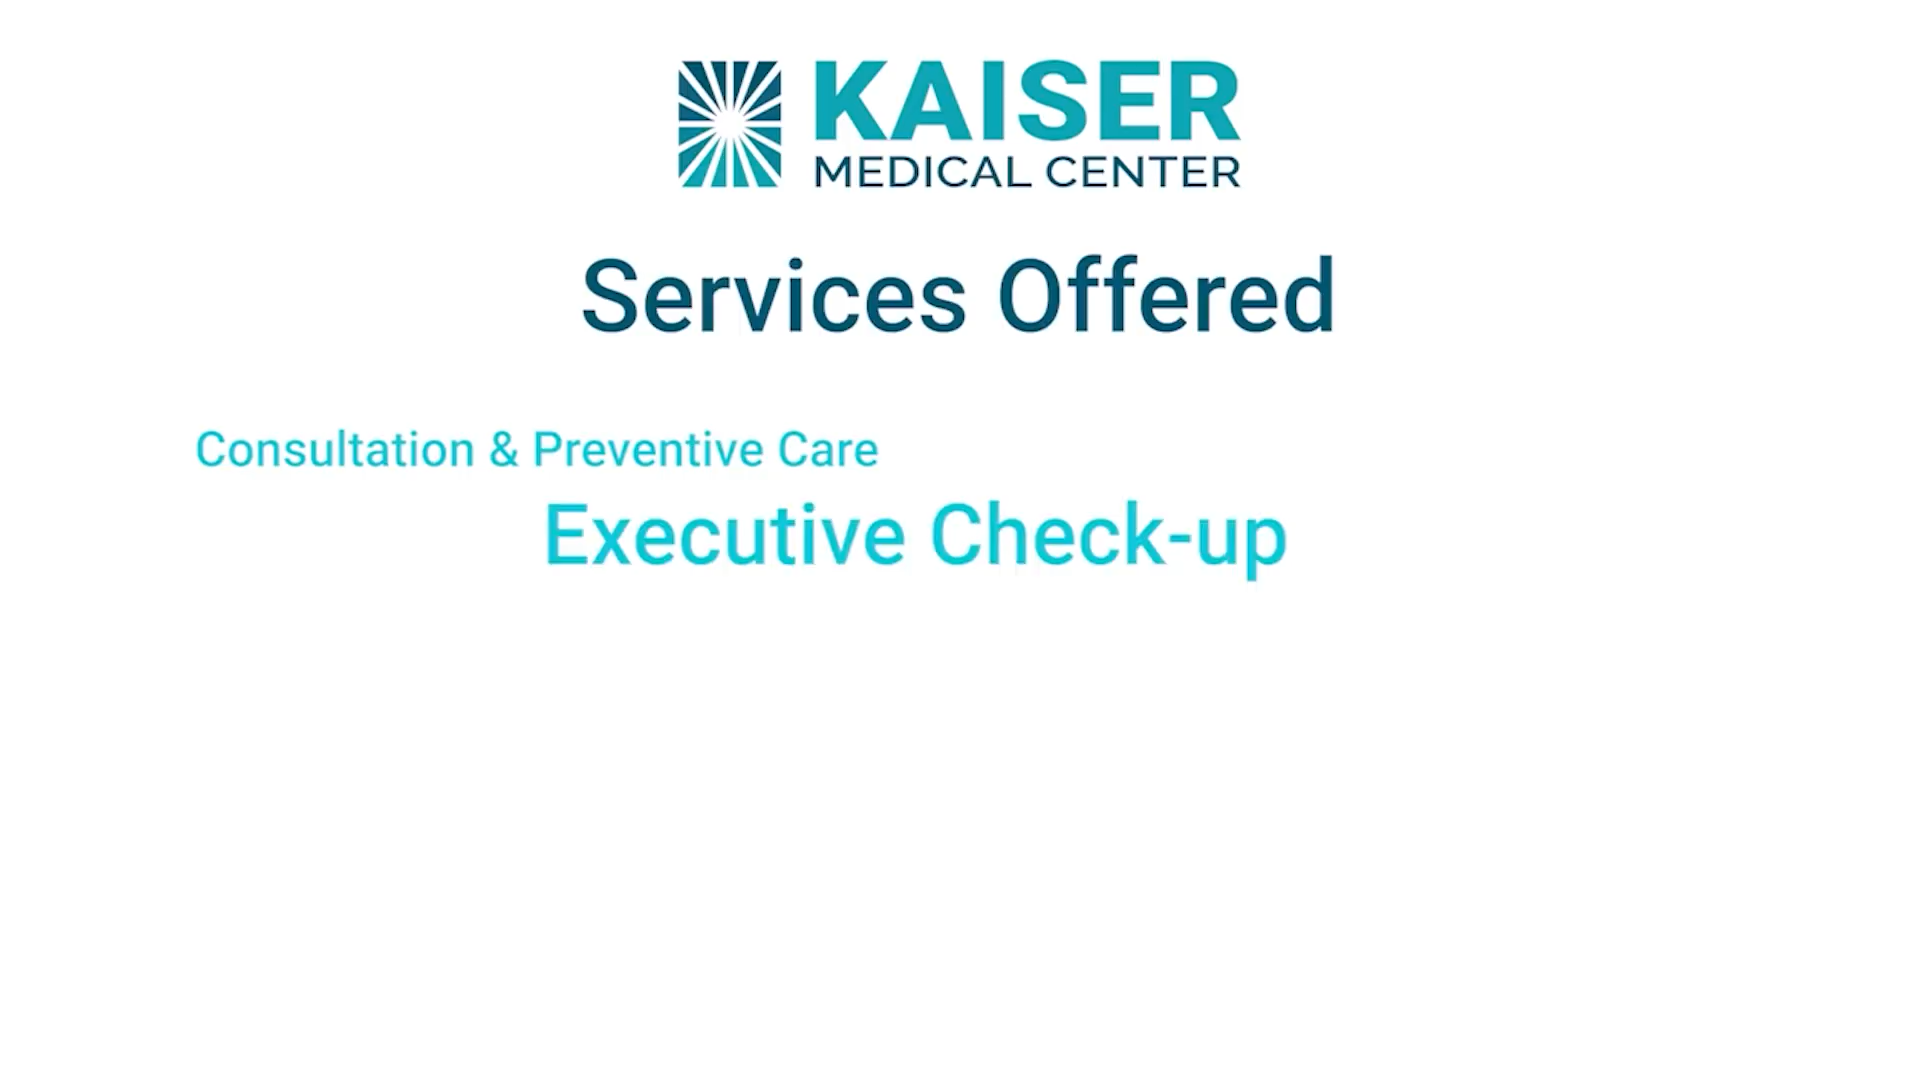 KAISER
MEDICAL CENTER
Services Offered
Consultation & Preventive Care
Executive Check-up